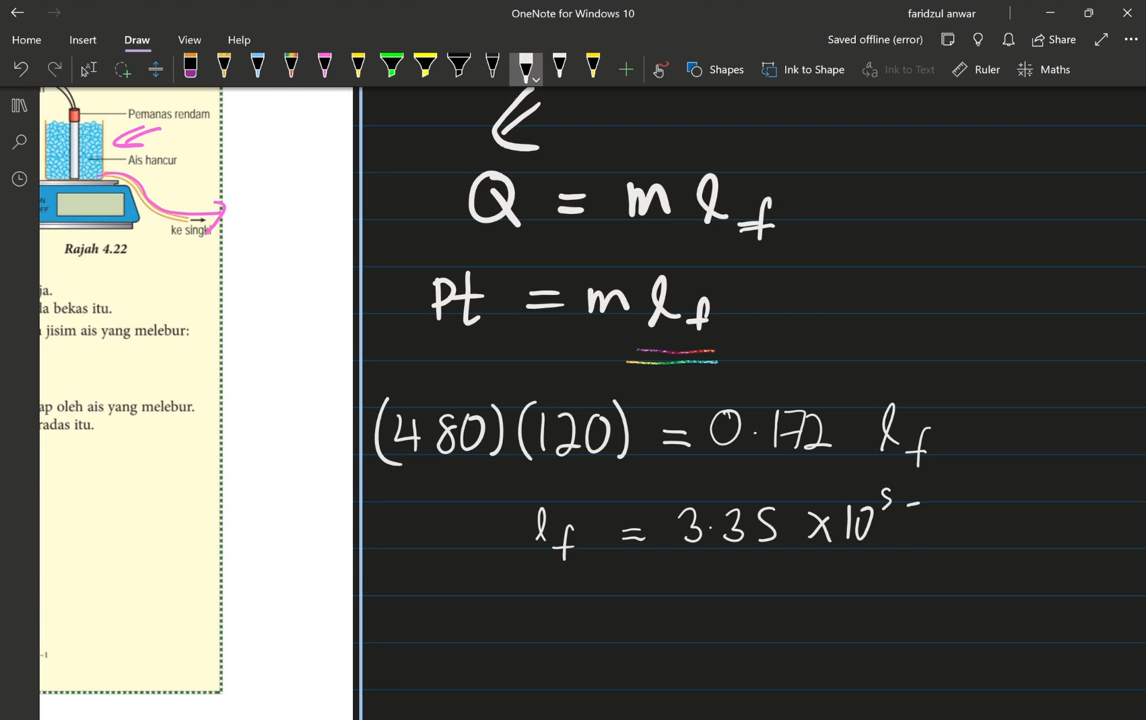 OneNote for Windows 10
faridzul anwar
Home Insert Draw View Help
Saved offline (error)
Share
Shapes
Ink to Shape
Ink to Text
Ruler
Maths
Pemanas rendam
Ais hancur
ke singki
Rajah 4.22
ja.
la bekas itu.
jisim ais yang melebur:
ap oleh ais yang melebur.
radas itu.
-1
Q = m l_f
Pt = m l_f
(480)(120) = 0.172 l_f
l_f = 3.35 × 10^5 -